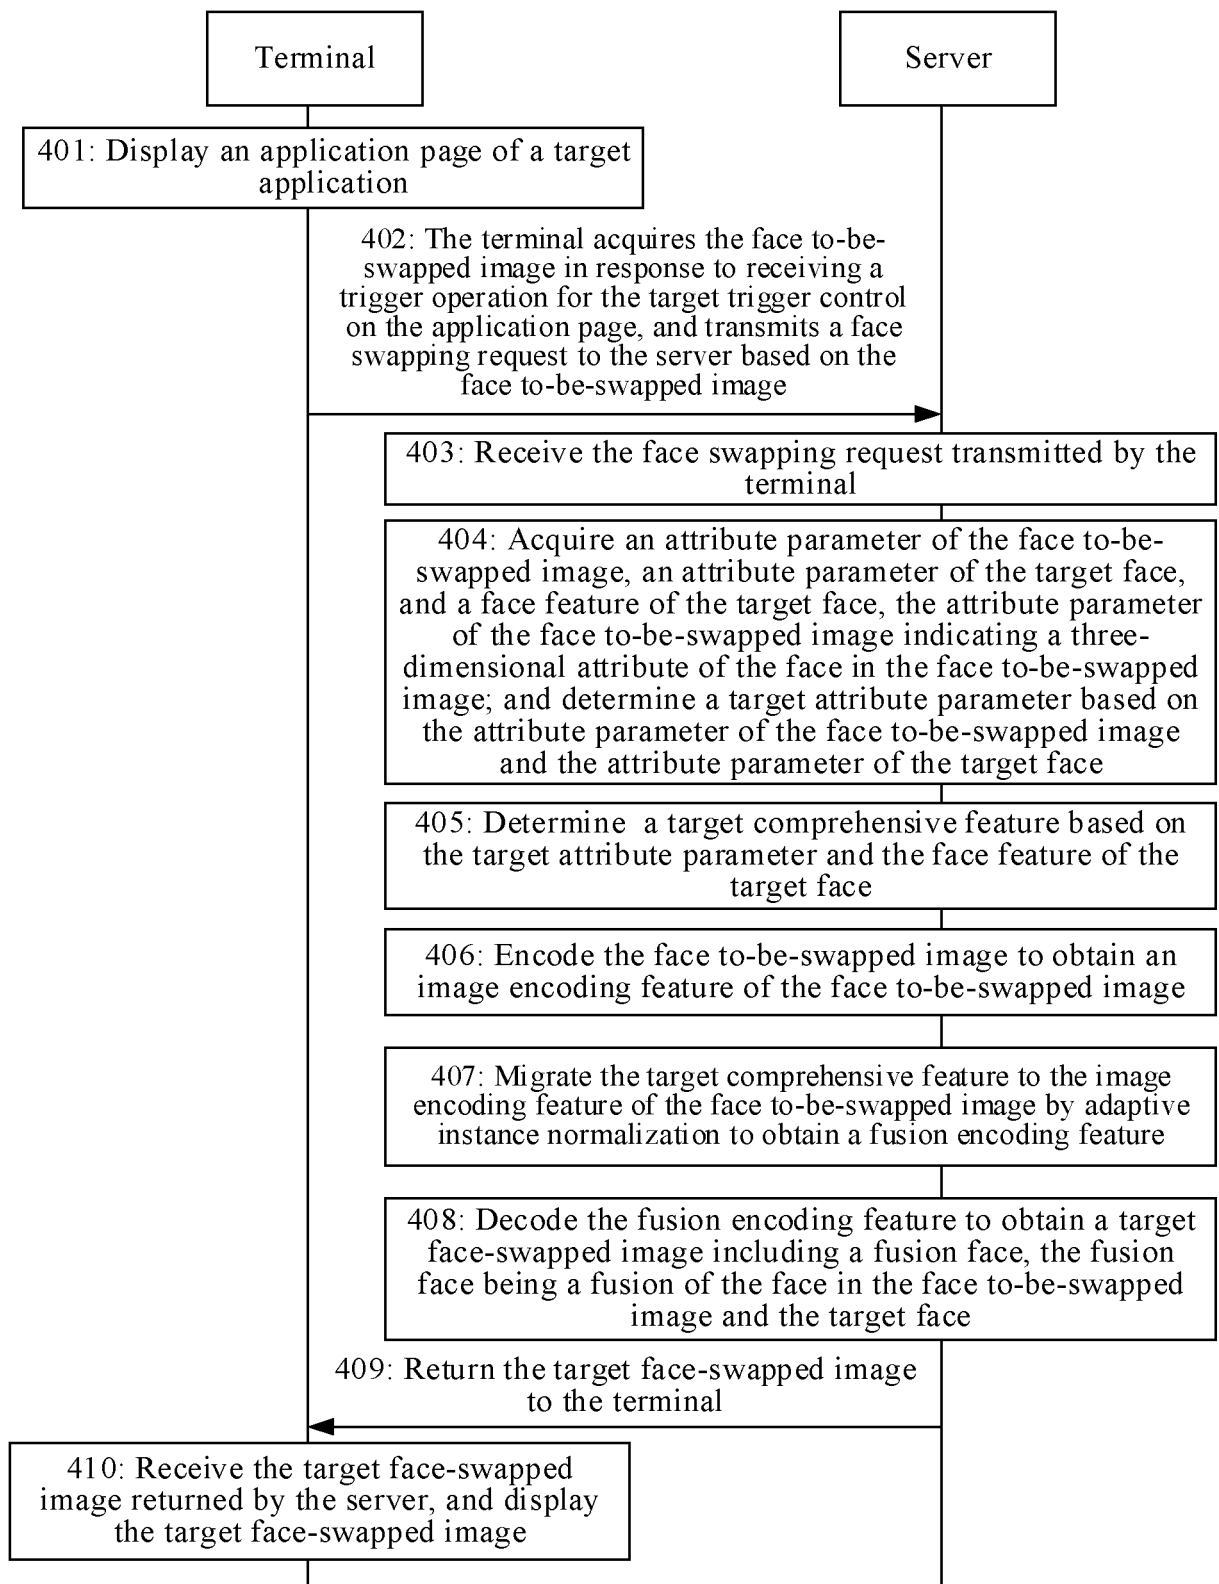 Terminal
Server
401: Display an application page of a target
application
402: The terminal acquires the face to-be-
swapped image in response to receiving a
trigger operation for the target trigger control
on the application page, and transmits a face
swapping request to the server based on the
face to-be-swapped image
403: Receive the face swapping request transmitted by the
terminal
404: Acquire an attribute parameter of the face to-be-
swapped image, an attribute parameter of the target face,
and a face feature of the target face, the attribute parameter
of the face to-be-swapped image indicating a three-
dimensional attribute of the face in the face to-be-swapped
image; and determine a target attribute parameter based on
the attribute parameter of the face to-be-swapped image
and the attribute parameter of the target face
405: Determine a target comprehensive feature based on
the target attribute parameter and the face feature of the
target face
406: Encode the face to-be-swapped image to obtain an
image encoding feature of the face to-be-swapped image
407: Migrate the target comprehensive feature to the image
encoding feature of the face to-be-swapped image by adaptive
instance normalization to obtain a fusion encoding feature
408: Decode the fusion encoding feature to obtain a target
face-swapped image including a fusion face, the fusion
face being a fusion of the face in the face to-be-swapped
image and the target face
409: Return the target face-swapped image
to the terminal
410: Receive the target face-swapped
image returned by the server, and display
the target face-swapped image